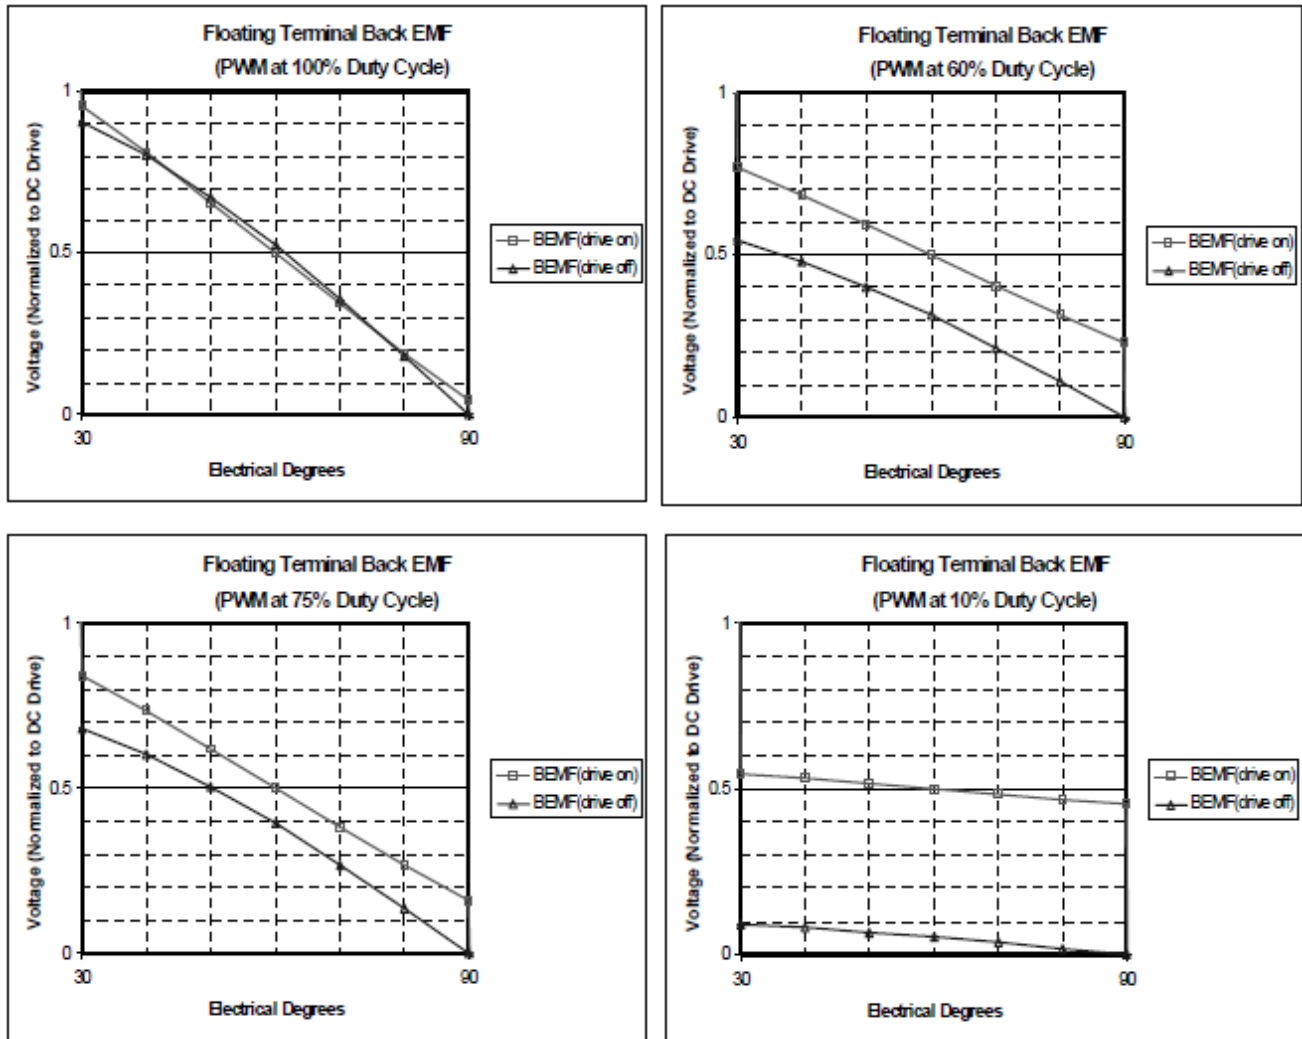 Floating Terminal Back EMF
(PWM at 100% Duty Cycle)
Voltage (Normalized to DC Drive)
1
0.5
0
30
90
Electrical Degrees
BEMF(drive on)
BEMF(drive off)
Floating Terminal Back EMF
(PWM at 60% Duty Cycle)
Voltage (Normalized to DC Drive)
1
0.5
0
30
90
Electrical Degrees
BEMF(drive on)
BEMF(drive off)
Floating Terminal Back EMF
(PWM at 75% Duty Cycle)
Voltage (Normalized to DC Drive)
1
0.5
0
30
90
Electrical Degrees
BEMF(drive on)
BEMF(drive off)
Floating Terminal Back EMF
(PWM at 10% Duty Cycle)
Voltage (Normalized to DC Drive)
1
0.5
0
30
90
Electrical Degrees
BEMF(drive on)
BEMF(drive off)